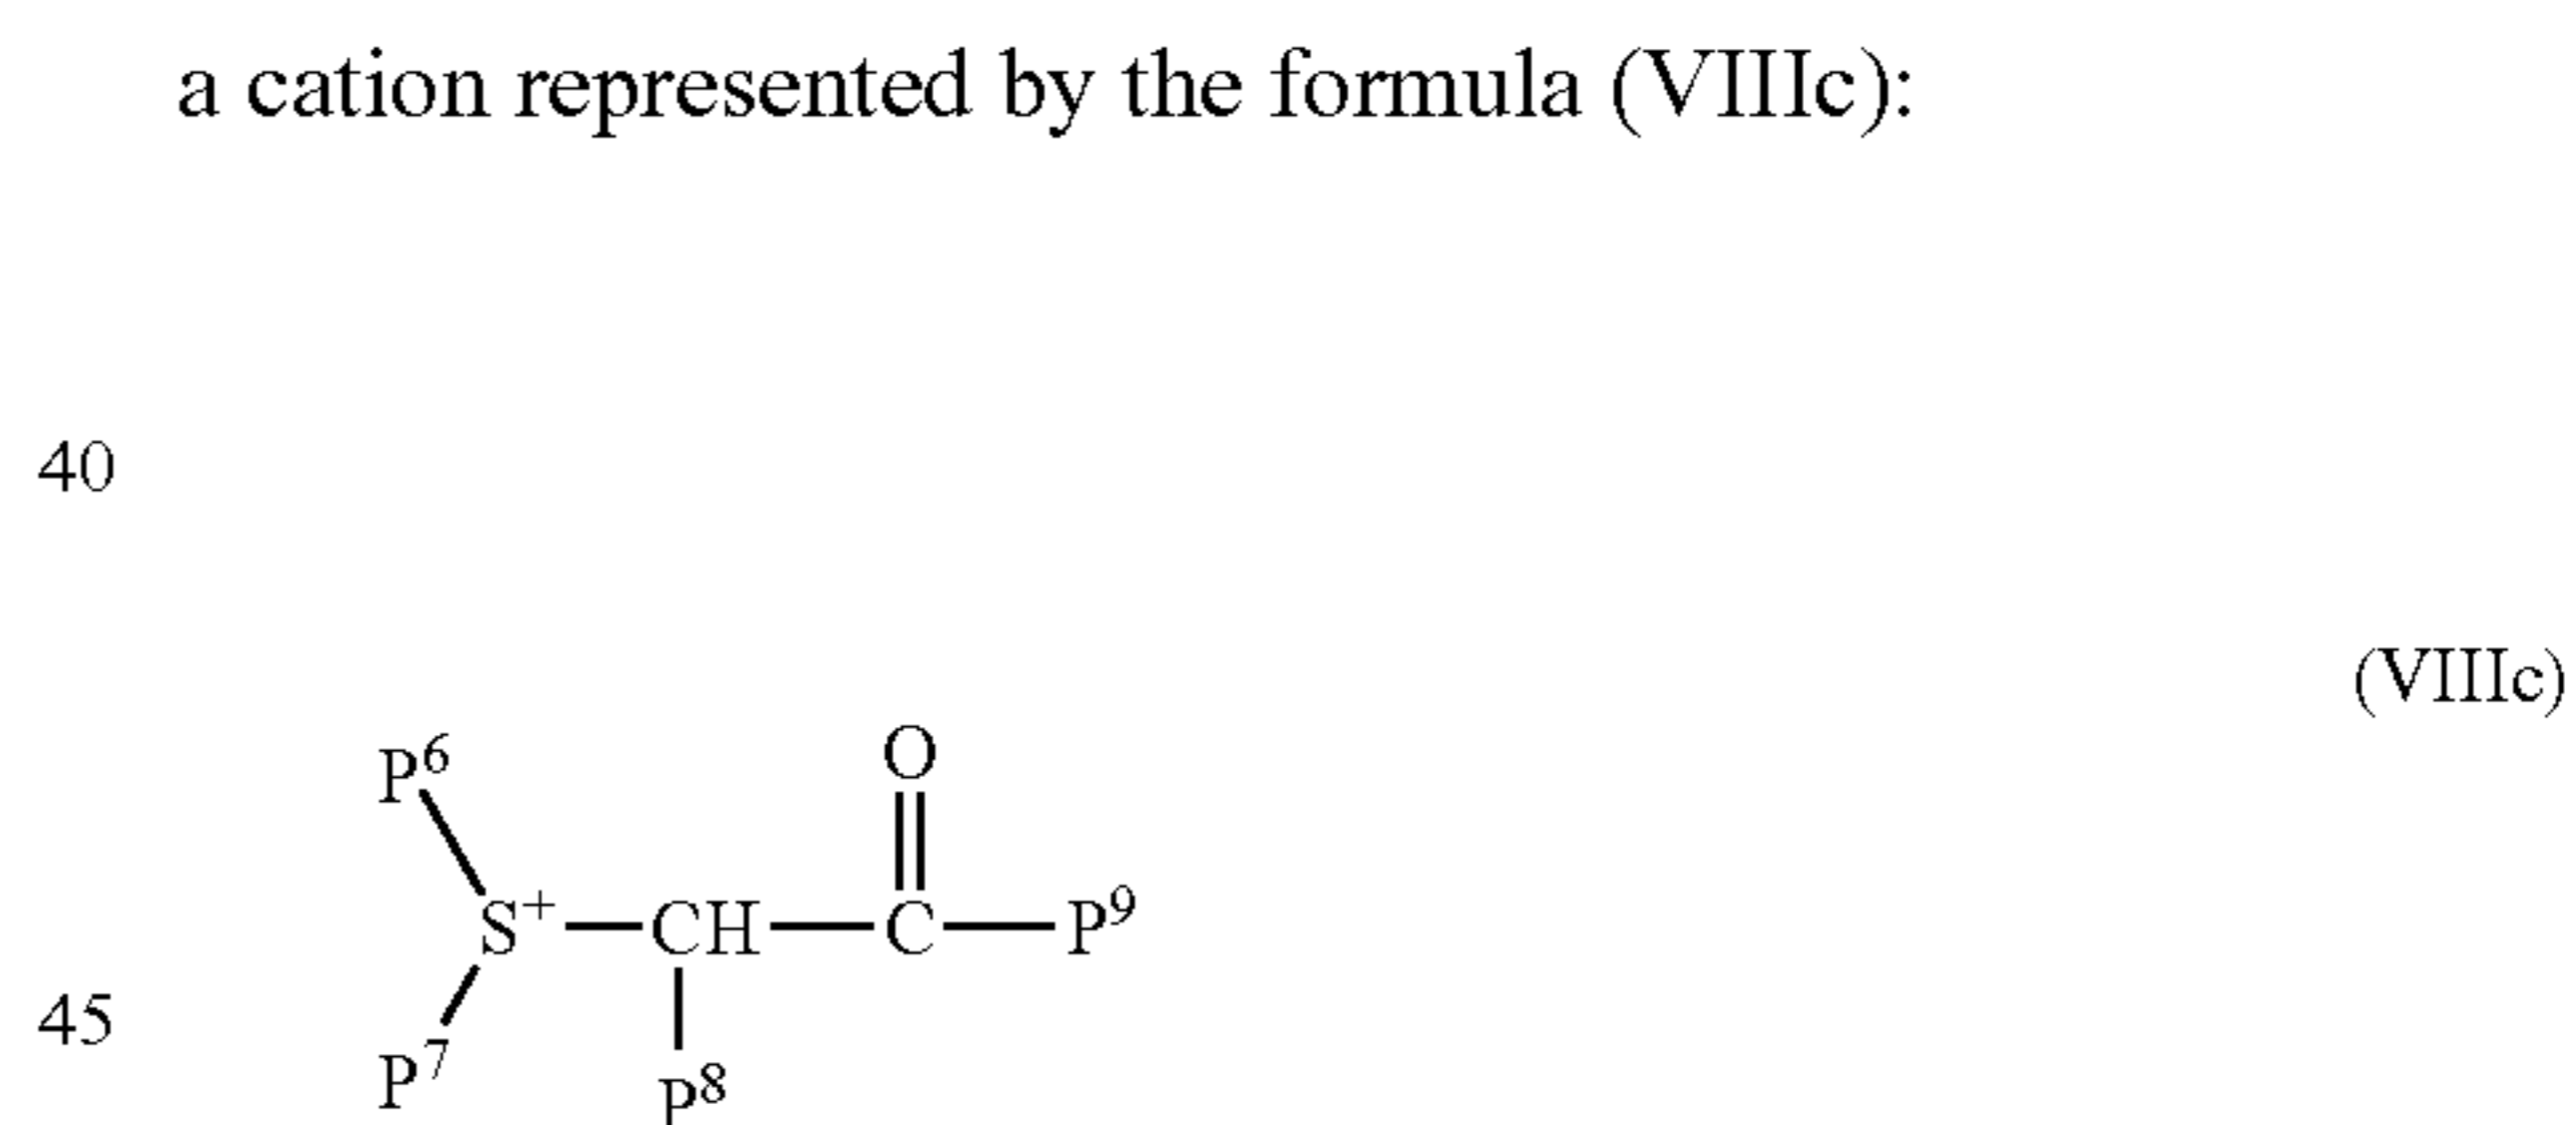 a cation represented by the formula (VIIIc):
40
(VIIIc)
P⁶
O
S⁺—CH—C—P⁹
45
P⁷
P⁸